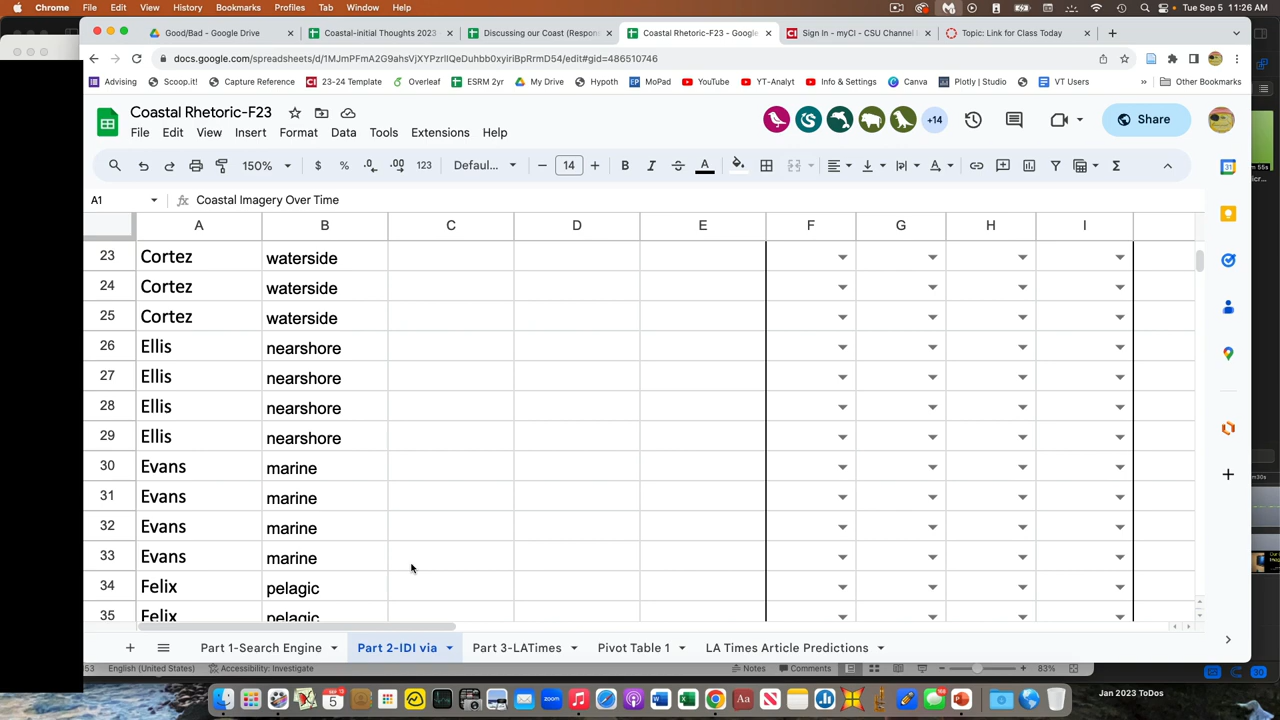 Chrome File Edit View History Bookmarks Profiles Tab Window Help Tue Sep 5 11:26 AM
Good/Bad - Google Drive × Coastal-initial Thoughts 2023 × Discussing our Coast (Respon × Coastal Rhetoric-F23 - Google × Sign In - myCI - CSU Channel × Topic: Link for Class Today ×
docs.google.com/spreadsheets/d/1MJmPFmA2G9ahsVjXYPzrlIQeDuhbb0xyiriBpRrmD54/edit#gid=486510746
Advising Scoop.it! Capture Reference 23-24 Template Overleaf ESRM 2+ My Drive Hypoth MoPad YouTube YT-Analyt Info & Settings Canva Plotly | St VT Users » Other Bookmarks
Coastal Rhetoric-F23
+14
Share
File Edit View Insert Format Data Tools Extensions Help
150% $ % .0 .00 123 Defaul... 14 B I S A Σ
A1 fx Coastal Imagery Over Time
A B C D E F G H I
23 Cortez waterside
24 Cortez waterside
25 Cortez waterside
26 Ellis nearshore
27 Ellis nearshore
28 Ellis nearshore
29 Ellis nearshore
30 Evans marine
31 Evans marine
32 Evans marine
33 Evans marine
34 Felix pelagic
35 Felix pelagic
+ Part 1-Search Engine Part 2-IDI via Part 3-LATimes Pivot Table 1 LA Times Article Predictions
53 English (United States) Accessibility: Investigate Notes Comments 83%
Jan 2023 ToDos